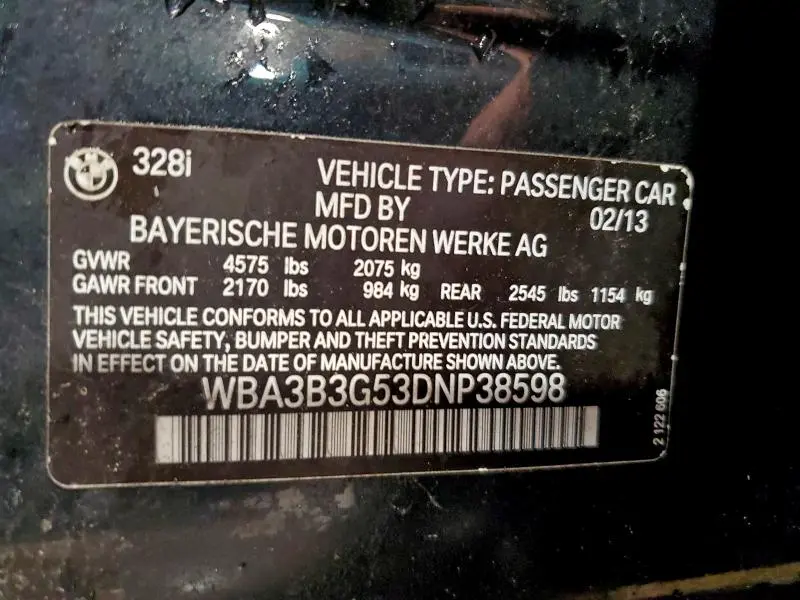 328i
VEHICLE TYPE: PASSENGER CAR
MFD BY 02/13
BAYERISCHE MOTOREN WERKE AG
GVWR 4575 lbs 2075 kg
GAWR FRONT 2170 lbs 984 kg REAR 2545 lbs 1154 kg
THIS VEHICLE CONFORMS TO ALL APPLICABLE U.S. FEDERAL MOTOR
VEHICLE SAFETY, BUMPER AND THEFT PREVENTION STANDARDS
IN EFFECT ON THE DATE OF MANUFACTURE SHOWN ABOVE.
WBA3B3G53DNP38598
2 122 606